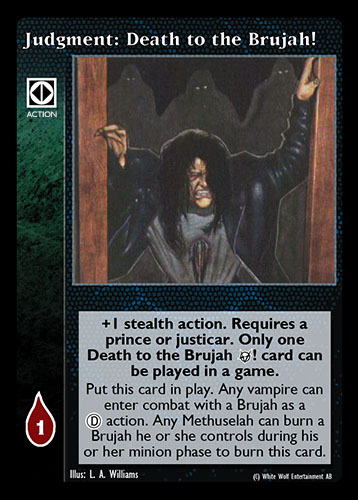 Judgment: Death to the Brujah!
ACTION
+1 stealth action. Requires a
prince or justicar. Only one
Death to the Brujah ! card can
be played in a game.
Put this card in play. Any vampire can
enter combat with a Brujah as a
Ⓓ action. Any Methuselah can burn a
Brujah he or she controls during his
or her minion phase to burn this card.
1
Illus: L. A. Williams
(C) White Wolf Entertainment AB